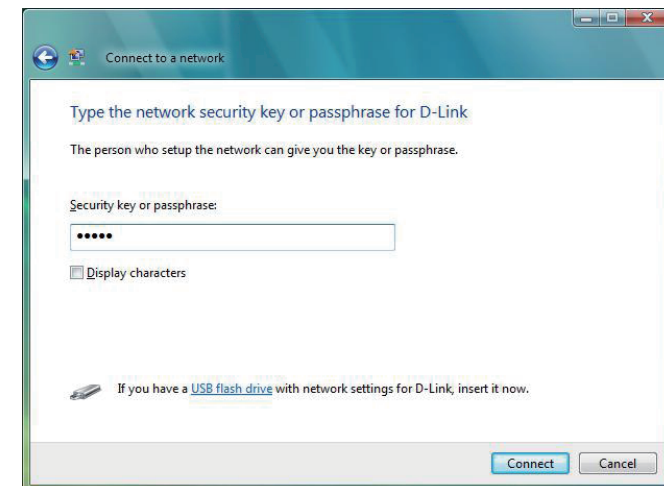 Connect to a network
Type the network security key or passphrase for D-Link
The person who setup the network can give you the key or passphrase.
Security key or passphrase:
•••••
Display characters
If you have a USB flash drive with network settings for D-Link, insert it now.
Connect Cancel